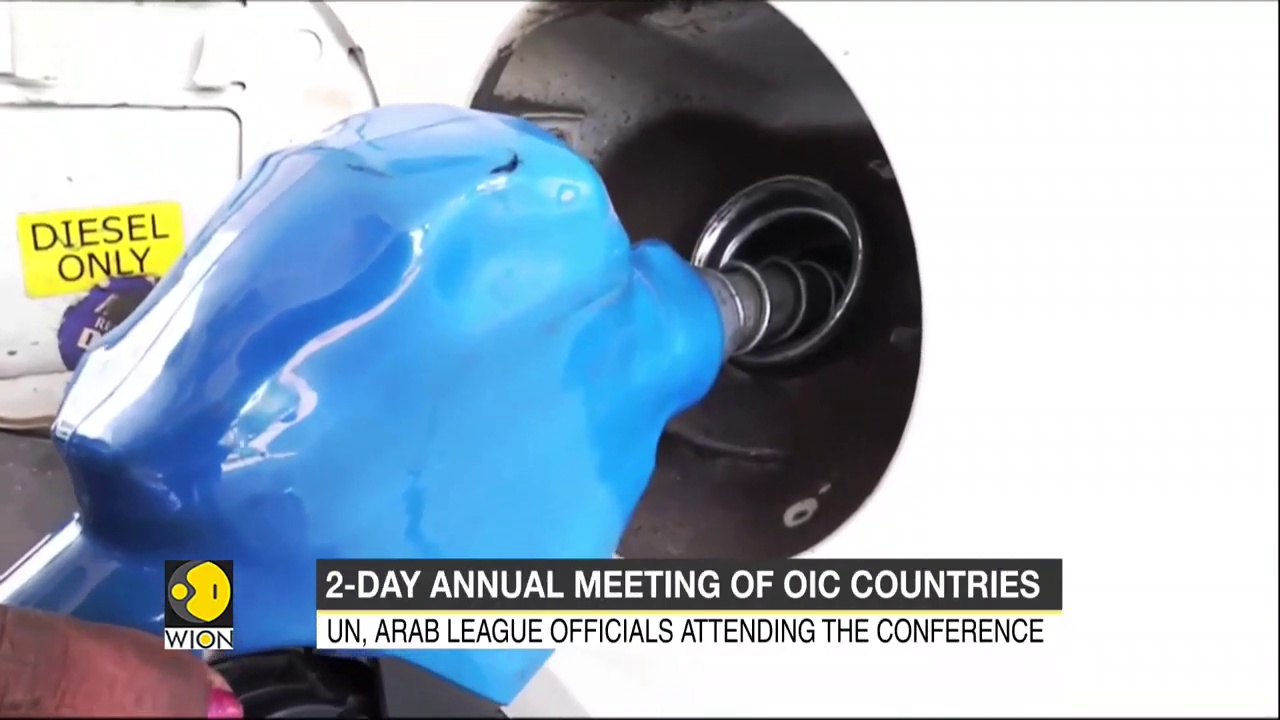 DIESEL
ONLY
2-DAY ANNUAL MEETING OF OIC COUNTRIES
UN, ARAB LEAGUE OFFICIALS ATTENDING THE CONFERENCE
WION